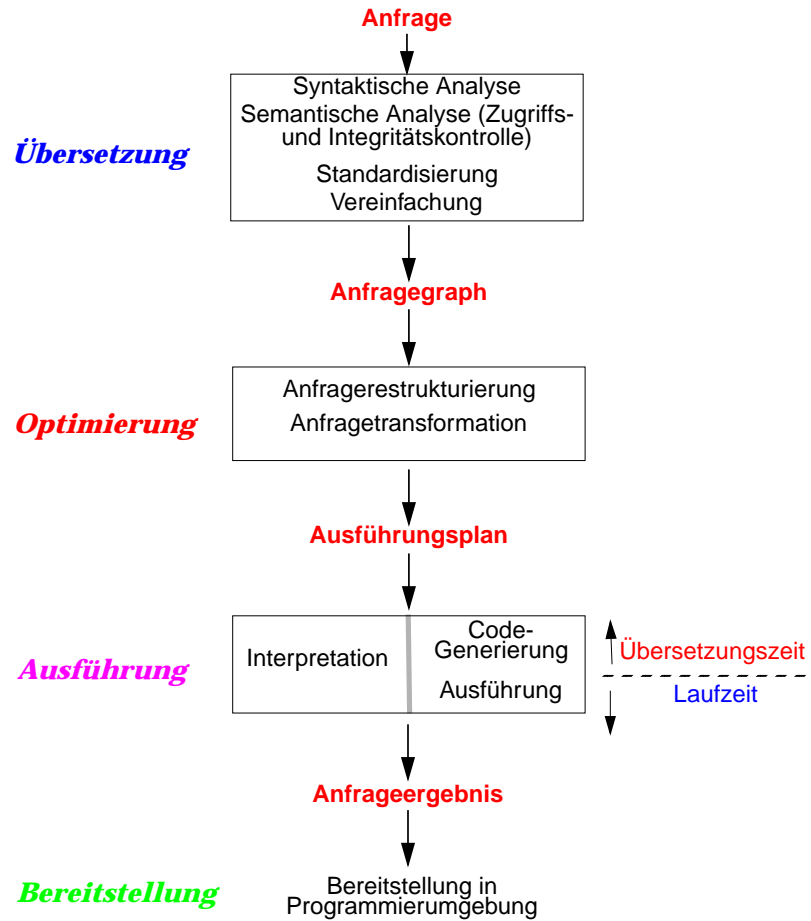 Anfrage
Syntaktische Analyse
Semantische Analyse (Zugriffs-
und Integritätskontrolle)
Übersetzung
Standardisierung
Vereinfachung
Anfragegraph
Anfragerestrukturierung
Optimierung
Anfragetransformation
Ausführungsplan
Ausführung
Interpretation
Code-
Generierung
Ausführung
Übersetzungszeit
Laufzeit
Anfrageergebnis
Bereitstellung
Bereitstellung in
Programmierumgebung